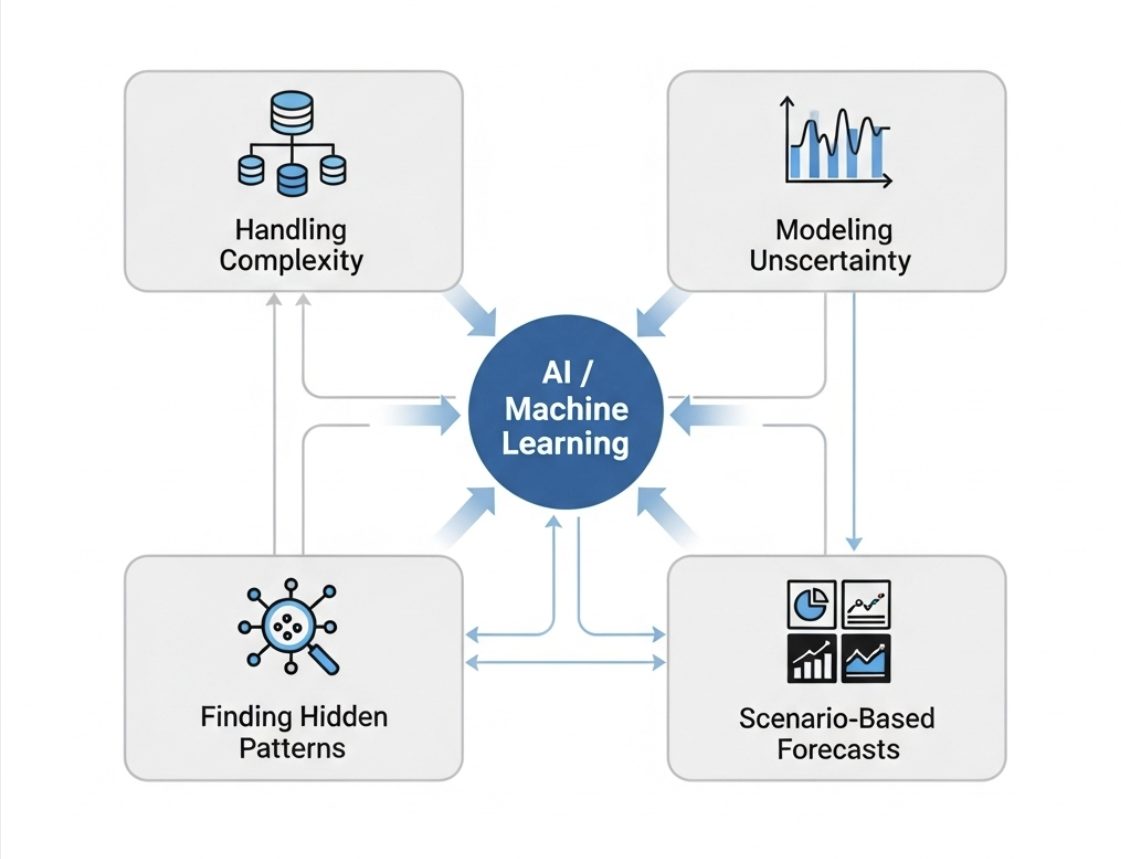 Handling
Complexity
Modeling
Unscertainty
AI /
Machine
Learning
Finding Hidden
Patterns
Scenario-Based
Forecasts